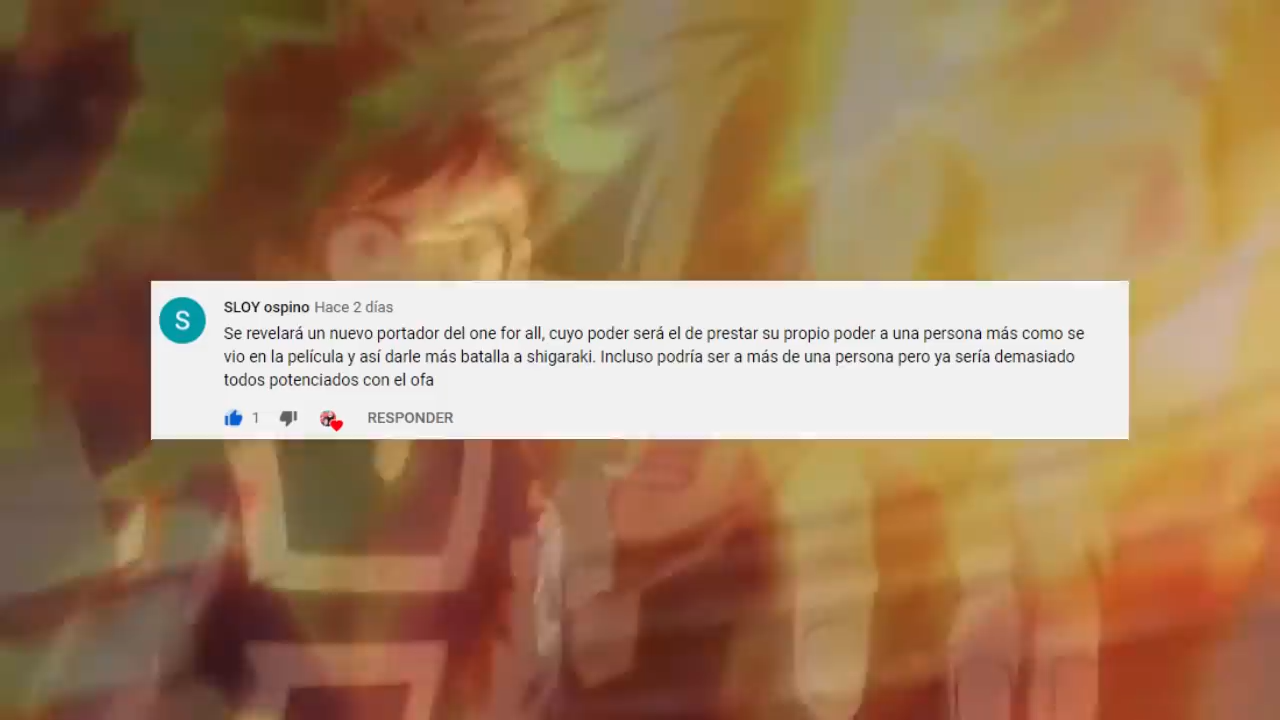 S
SLOY ospino Hace 2 días
Se revelará un nuevo portador del one for all, cuyo poder será el de prestar su propio poder a una persona más como se
vio en la película y así darle más batalla a shigaraki. Incluso podría ser a más de una persona pero ya sería demasiado
todos potenciados con el ofa
1 RESPONDER